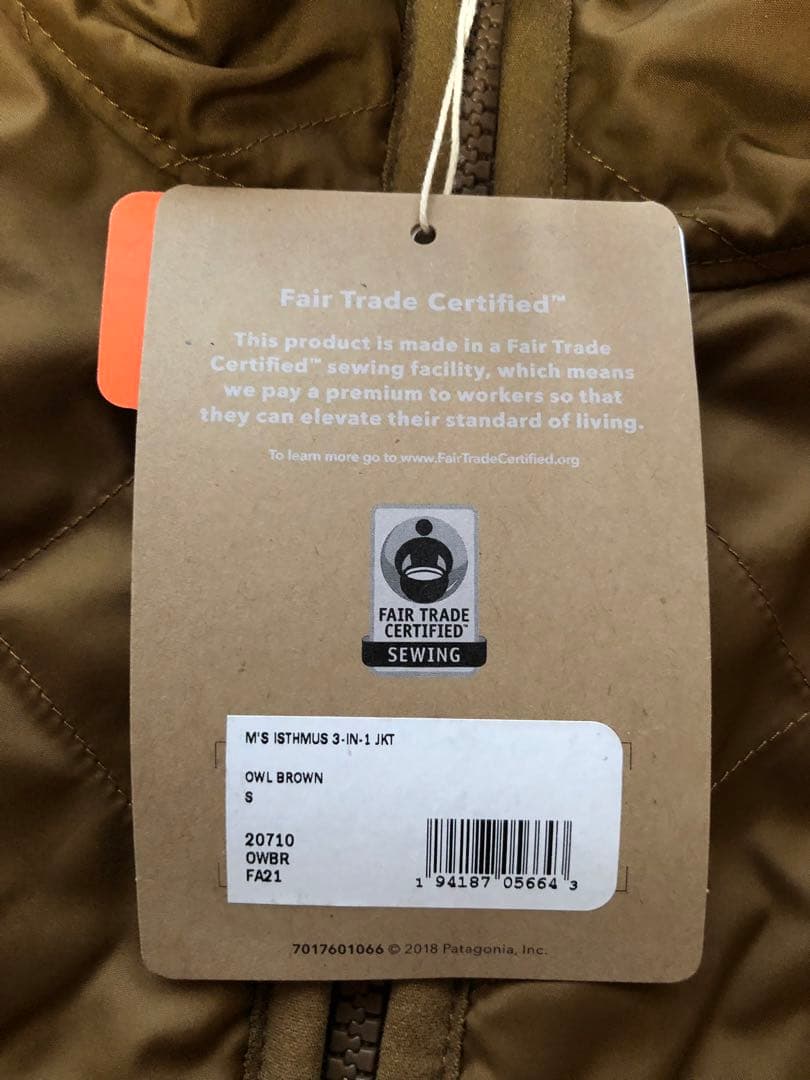 Fair Trade Certified™
This product is made in a Fair Trade
Certified™ sewing facility, which means
we pay a premium to workers so that
they can elevate their standard of living.
To learn more go to www.FairTradeCertified.org
FAIR TRADE
CERTIFIED™
SEWING
M'S ISTHMUS 3-IN-1 JKT
OWL BROWN
S
20710
OWBR
FA21
1 94187 05664 3
7017601066 © 2018 Patagonia, Inc.